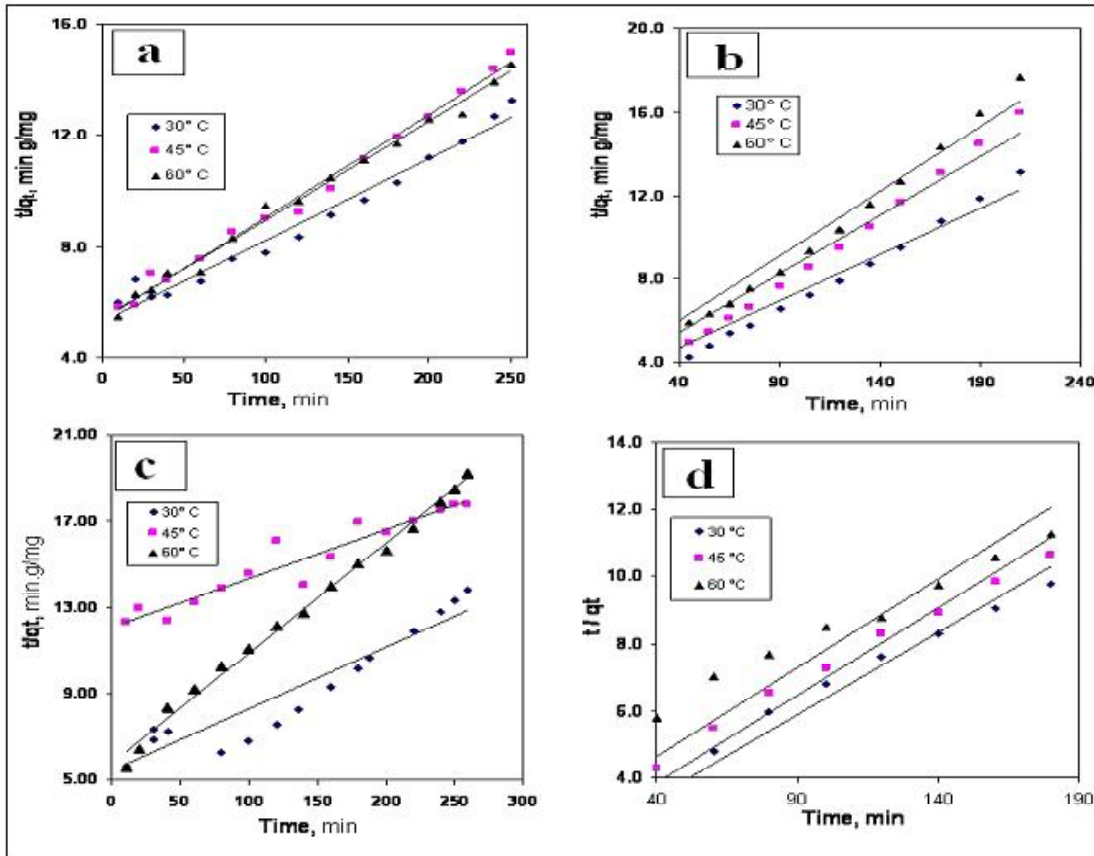 a
16.0
12.0
8.0
4.0
t/qt, min g/mg
30° C
45° C
60° C
0 50 100 150 200 250
Time, min
b
20.0
16.0
12.0
8.0
4.0
t/qt, min g/mg
30° C
45° C
60° C
40 90 140 190 240
Time, min
c
21.00
17.00
13.00
9.00
5.00
t/qt, min.g/mg
30° C
45° C
60° C
0 50 100 150 200 250 300
Time, min
d
14.0
12.0
10.0
8.0
6.0
4.0
t / qt
30 °C
45 °C
60 °C
40 90 140 190
Time, min